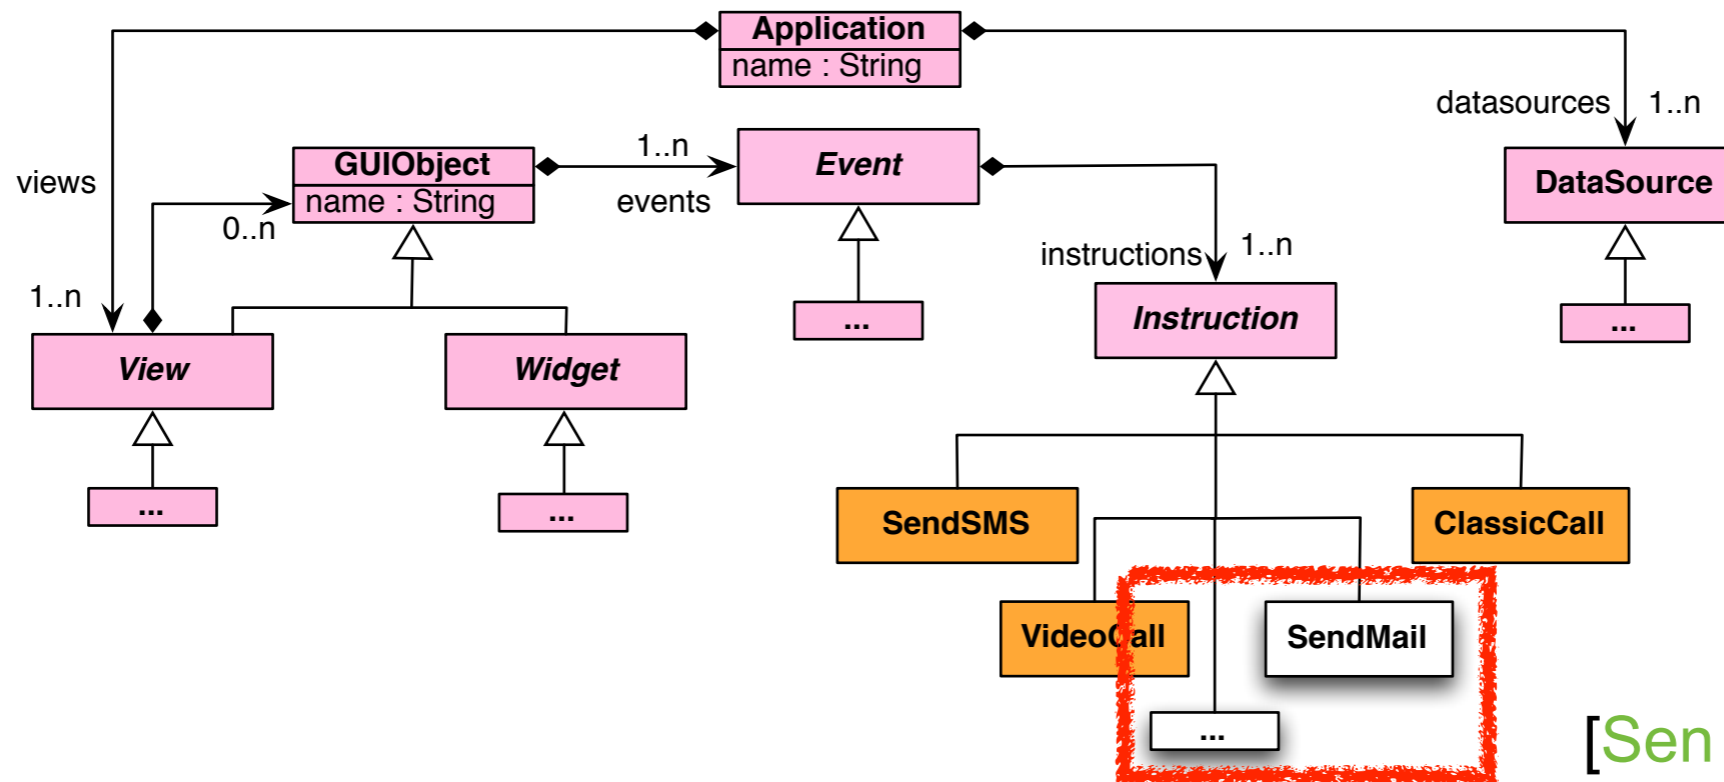 Application
name : String
datasources 1..n
views
GUIObject
name : String
1..n
events
Event
DataSource
0..n
instructions 1..n
1..n
...
Instruction
...
View
Widget
...
...
SendSMS
ClassicCall
VideoCall
SendMail
...
[Sen